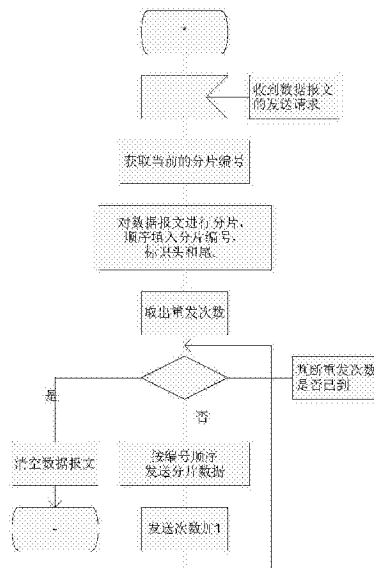 收到数据报文
的发送请求
获取当前的分片编号
对数据报文进行分片、
顺序填入分片编号、
标识头和尾。
取出重发次数
判断重发次数
是否已到
是
否
清空数据报文
按编号顺序
发送分片数据
发送次数加1